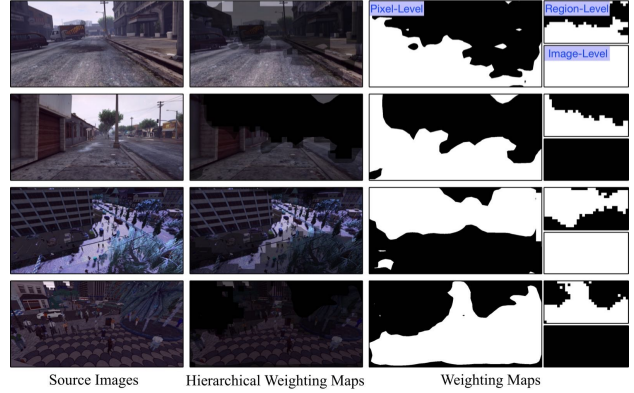 Pixel-Level
Region-Level
Image-Level
Source Images
Hierarchical Weighting Maps
Weighting Maps